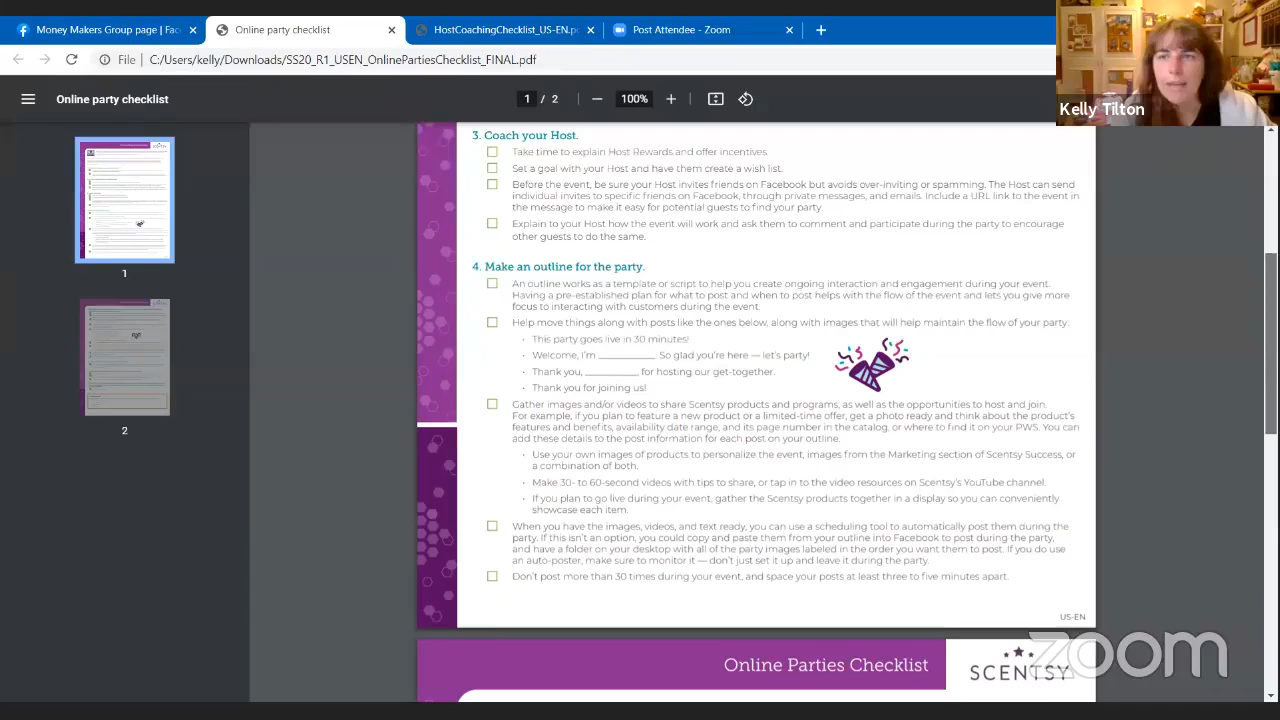 Money Makers Group page | Fac
Online party checklist
HostCoachingChecklist_US-EN.p
Post Attendee - Zoom
File | C:/Users/kelly/Downloads/SS20_R1_USEN_OnlinePartiesChecklist_FINAL.pdf
Online party checklist
1 / 2
100%
Kelly Tilton
1
2
3. Coach your Host.
Take time to explain Host Rewards and offer incentives.
Set a goal with your Host and have them create a wish list.
Before the event, be sure your Host invites friends on Facebook but avoids over-inviting or spamming. The Host can send
individual invites to specific friends on Facebook, through private messages, and emails. Include a URL link to the event in
the message to make it easy for potential guests to find your party.
Explain to your Host how the event will work and ask them to comment and participate during the party to encourage
other guests to do the same.
4. Make an outline for the party.
An outline works as a template or script to help you create ongoing interaction and engagement during your event.
Having a pre-established plan for what to post and when to post helps with the flow of the event and lets you give more
focus to interacting with customers during the event.
Help move things along with posts like the ones below, along with images that will help maintain the flow of your party.
· This party goes live in 30 minutes!
· Welcome, I'm __________. So glad you're here — let's party!
· Thank you, __________ for hosting our get-together.
· Thank you for joining us!
Gather images and/or videos to share Scentsy products and programs, as well as the opportunities to host and join.
For example, if you plan to feature a new product or a limited-time offer, get a photo ready and think about the product's
features and benefits, availability date range, and its page number in the catalog, or where to find it on your PWS. You can
add these details to the post information for each post on your outline.
· Use your own images of products to personalize the event, images from the Marketing section of Scentsy Success, or
a combination of both.
· Make 30- to 60-second videos with tips to share, or tap in to the video resources on Scentsy's YouTube channel.
· If you plan to go live during your event, gather the Scentsy products together in a display so you can conveniently
showcase each item.
When you have the images, videos, and text ready, you can use a scheduling tool to automatically post them during the
party. If this isn't an option, you could copy and paste them from your outline into Facebook to post during the party,
and have a folder on your desktop with all of the party images labeled in the order you want them to post. If you do use
an auto-poster, make sure to monitor it — don't just set it up and leave it during the party.
Don't post more than 30 times during your event, and space your posts at least three to five minutes apart.
US-EN
Online Parties Checklist
SCENTSY
zoom